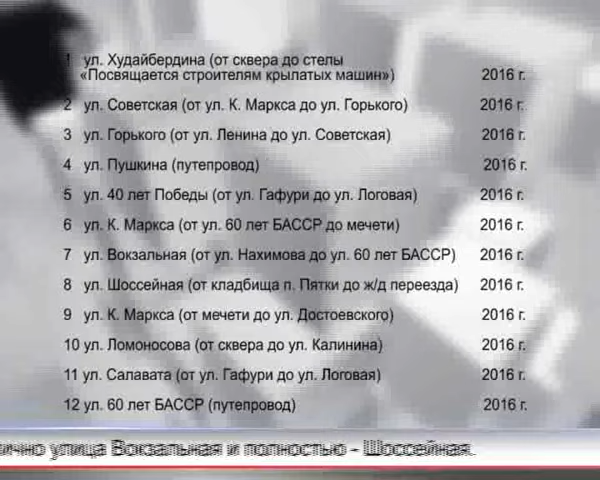 1 ул. Худайбердина (от сквера до стелы
«Посвящается строителям крылатых машин») 2016 г.
2 ул. Советская (от ул. К. Маркса до ул. Горького) 2016 г.
3 ул. Горького (от ул. Ленина до ул. Советская) 2016 г.
4 ул. Пушкина (путепровод) 2016 г.
5 ул. 40 лет Победы (от ул. Гафури до ул. Логовая) 2016 г.
6 ул. К. Маркса (от ул. 60 лет БАССР до мечети) 2016 г.
7 ул. Вокзальная (от ул. Нахимова до ул. 60 лет БАССР) 2016 г.
8 ул. Шоссейная (от кладбища п. Пятки до ж/д переезда) 2016 г.
9 ул. К. Маркса (от мечети до ул. Достоевского) 2016 г.
10 ул. Ломоносова (от сквера до ул. Калинина) 2016 г.
11 ул. Салавата (от ул. Гафури до ул. Логовая) 2016 г.
12 ул. 60 лет БАССР (путепровод) 2016 г.
ично улица Вокзальная и полностью - Шоссейная.